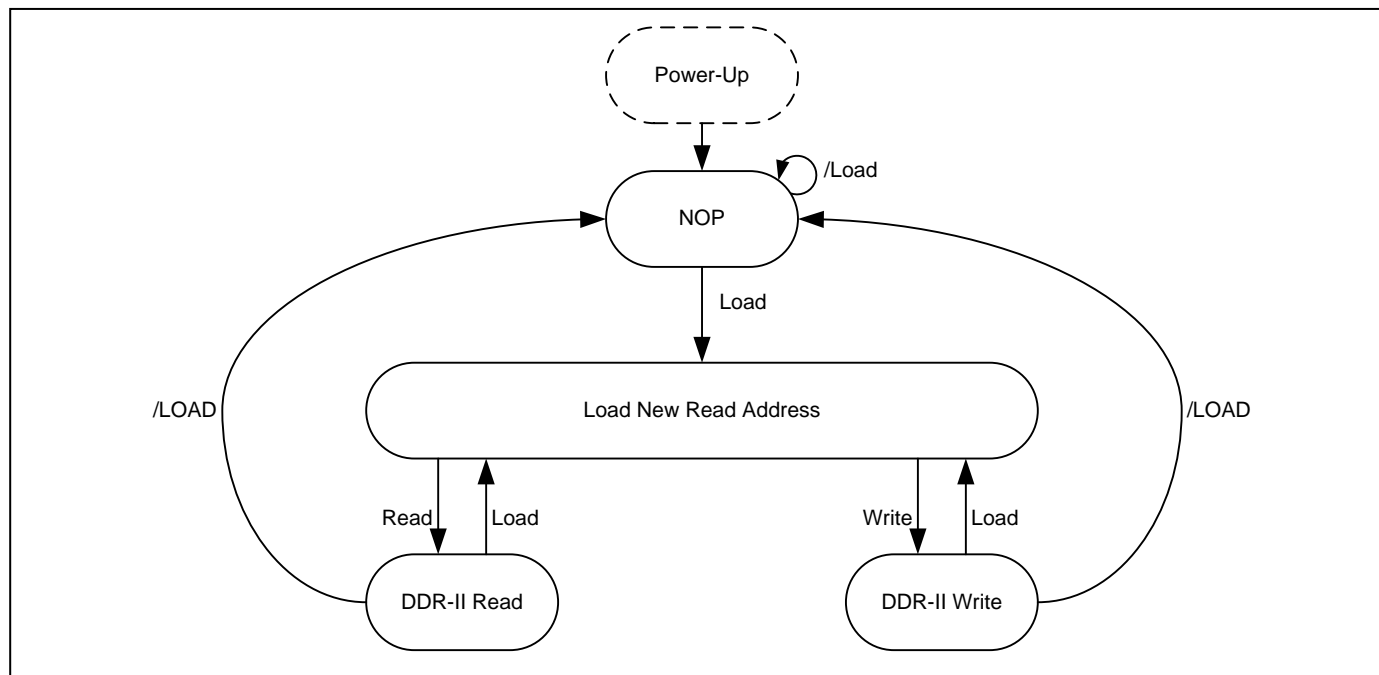 Power-Up
/Load
NOP
Load
Load New Read Address
/LOAD
/LOAD
Read
Load
Write
Load
DDR-II Read
DDR-II Write